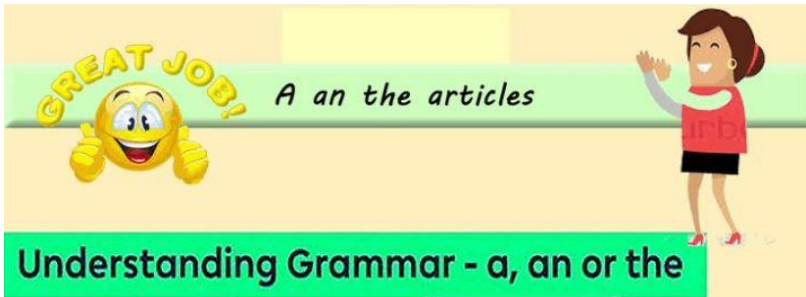 GREAT JOB!
A an the articles
Understanding Grammar - a, an or the